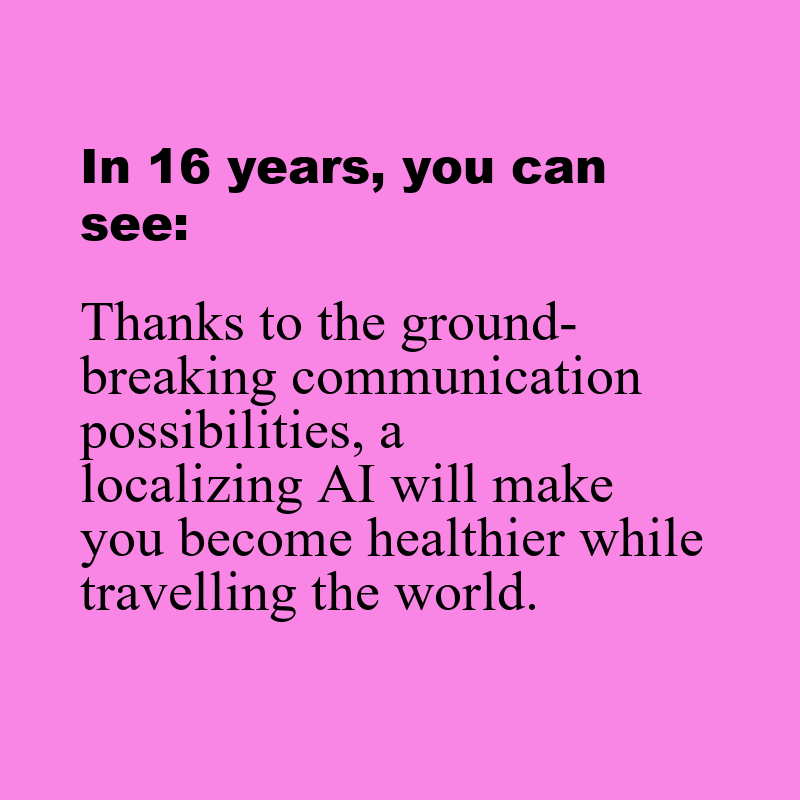 In 16 years, you can
see:
Thanks to the ground-
breaking communication
possibilities, a
localizing AI will make
you become healthier while
travelling the world.